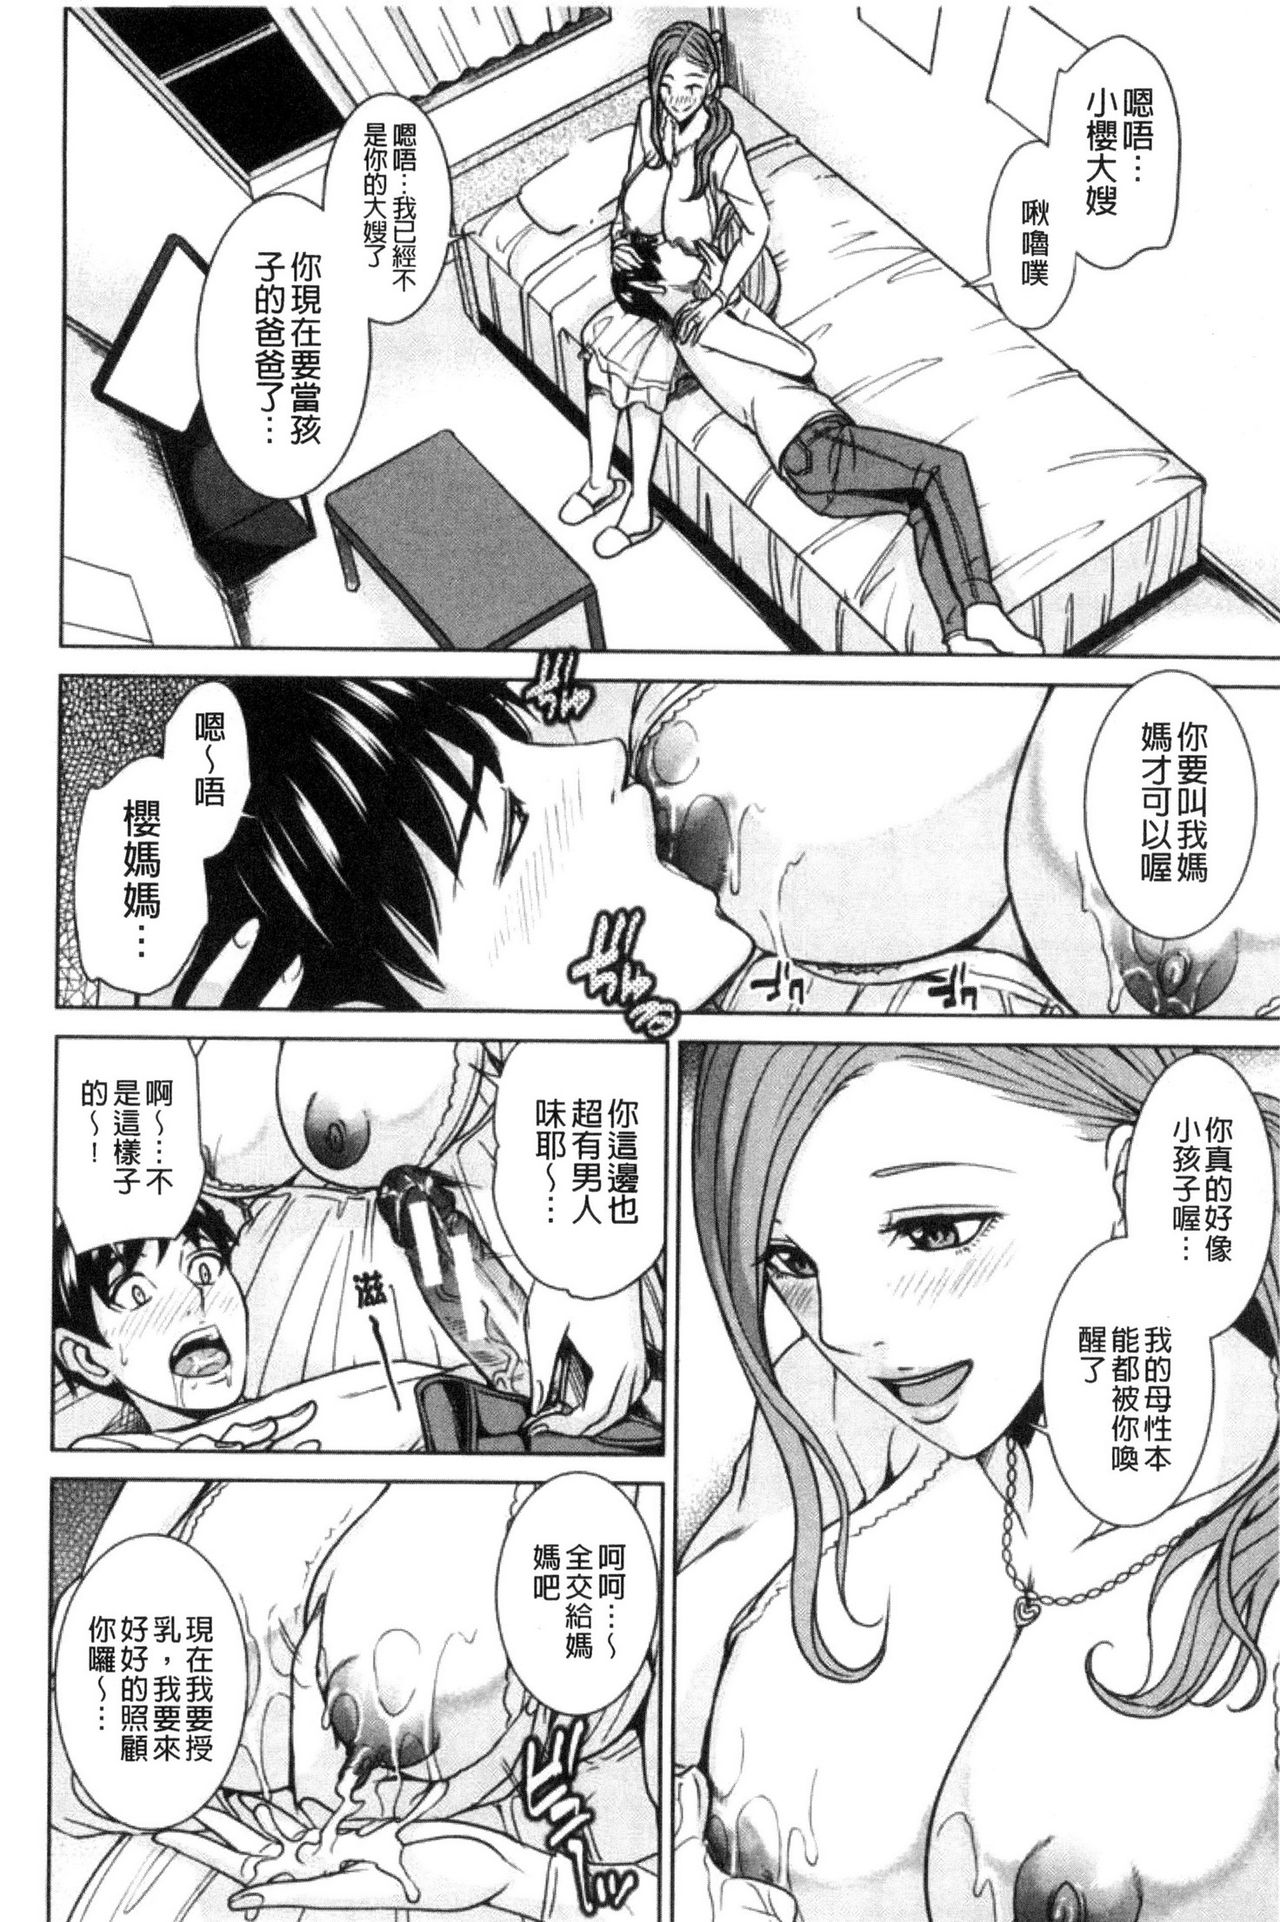 嗯唔…
小櫻大嫂
啾嚕噗
嗯唔…我已經不
是你的大嫂了
你現在要當孩
子的爸爸了…
你要叫我媽
媽才可以喔
嗯～唔
櫻媽媽…
ドク
ドク
你真的好像
小孩子喔…
我的母性本
能都被你喚
醒了
你這邊也
超有男人
味耶～…
滋
啊～…不
是這樣子
的～!
呵呵…～
全交給媽
媽吧
現在我要授
乳，我要來
好好的照顧
你囉～…